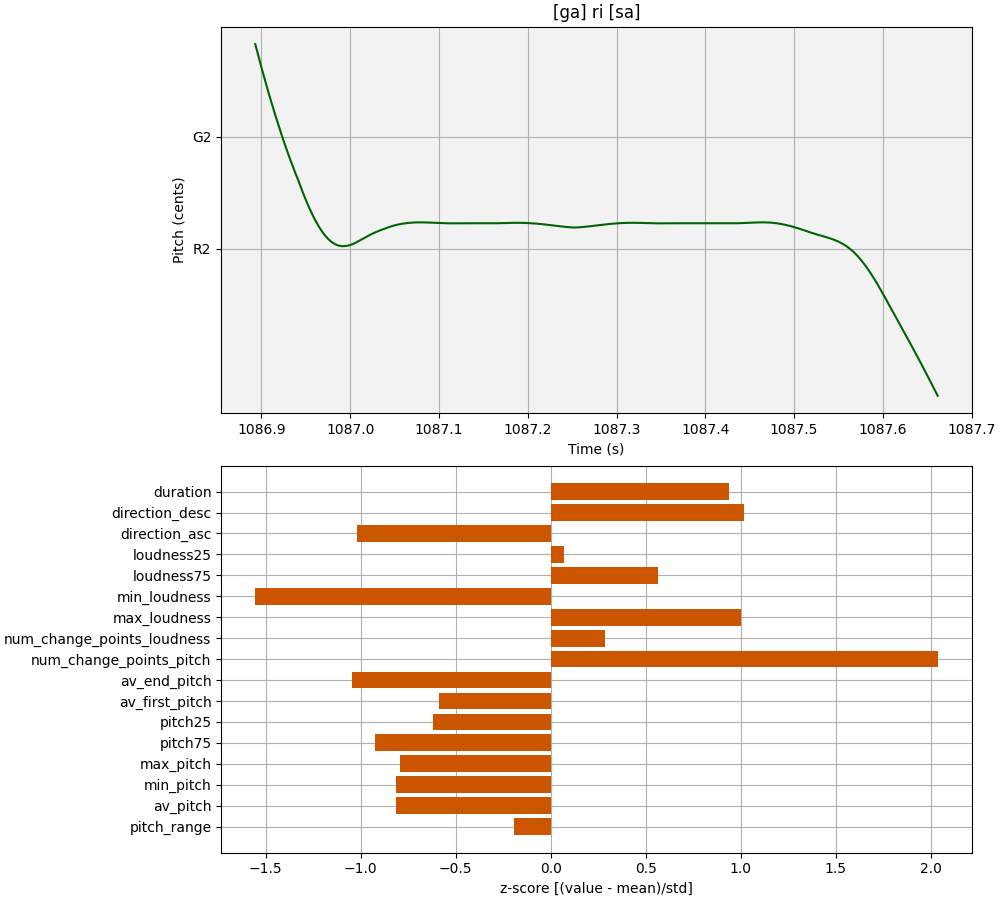 [ga] ri [sa]
G2
R2
Pitch (cents)
1086.9 1087.0 1087.1 1087.2 1087.3 1087.4 1087.5 1087.6 1087.7
Time (s)
duration
direction_desc
direction_asc
loudness25
loudness75
min_loudness
max_loudness
num_change_points_loudness
num_change_points_pitch
av_end_pitch
av_first_pitch
pitch25
pitch75
max_pitch
min_pitch
av_pitch
pitch_range
−1.5 −1.0 −0.5 0.0 0.5 1.0 1.5 2.0
z-score [(value - mean)/std]